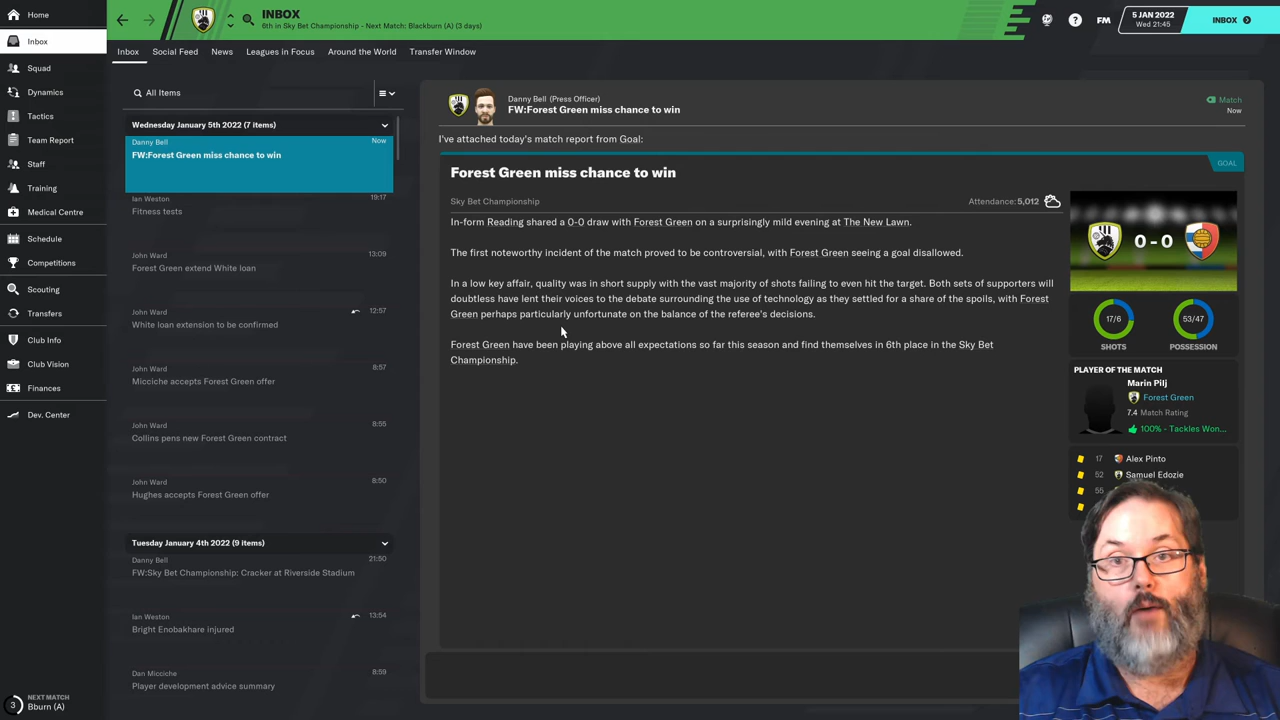 Home
Inbox
Squad
Dynamics
Tactics
Team Report
Staff
Training
Medical Centre
Schedule
Competitions
Scouting
Transfers
Club Info
Club Vision
Finances
Dev. Center
3
NEXT MATCH
Bburn (A)
INBOX
6th in Sky Bet Championship - Next Match: Blackburn (A) (3 days)
?
FM
5 JAN 2022
Wed 21:45
INBOX
Inbox
Social Feed
News
Leagues in Focus
Around the World
Transfer Window
All Items
Wednesday January 5th 2022 (7 items)
Danny Bell
Now
FW:Forest Green miss chance to win
Ian Weston
19:17
Fitness tests
John Ward
13:09
Forest Green extend White loan
John Ward
12:57
White loan extension to be confirmed
John Ward
8:57
Micciche accepts Forest Green offer
John Ward
8:55
Collins pens new Forest Green contract
John Ward
8:50
Hughes accepts Forest Green offer
Tuesday January 4th 2022 (9 items)
Danny Bell
21:50
FW:Sky Bet Championship: Cracker at Riverside Stadium
Ian Weston
13:54
Bright Enobakhare injured
Dan Micciche
8:59
Player development advice summary
Danny Bell (Press Officer)
FW:Forest Green miss chance to win
Match
Now
I've attached today's match report from Goal:
GOAL
Forest Green miss chance to win
Sky Bet Championship
Attendance: 5,012
In-form Reading shared a 0-0 draw with Forest Green on a surprisingly mild evening at The New Lawn.
The first noteworthy incident of the match proved to be controversial, with Forest Green seeing a goal disallowed.
In a low key affair, quality was in short supply with the vast majority of shots failing to even hit the target. Both sets of supporters will
doubtless have lent their voices to the debate surrounding the use of technology as they settled for a share of the spoils, with Forest
Green perhaps particularly unfortunate on the balance of the referee's decisions.
Forest Green have been playing above all expectations so far this season and find themselves in 6th place in the Sky Bet
Championship.
0 - 0
17/6
SHOTS
53/47
POSSESSION
PLAYER OF THE MATCH
Marin Pilj
Forest Green
7.4 Match Rating
100% - Tackles Won...
17 Alex Pinto
52 Samuel Edozie
55